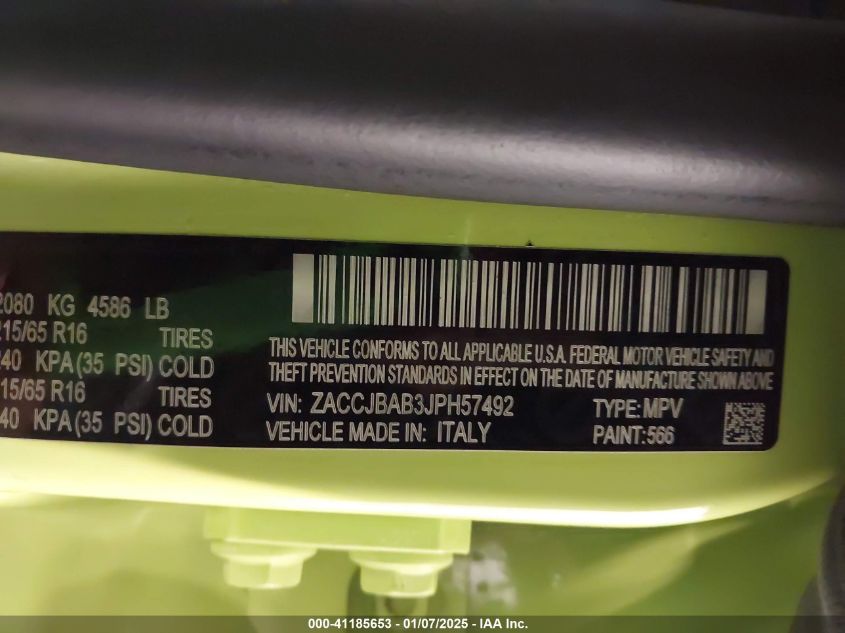 2080 KG 4586 LB
215/65 R16 TIRES
240 KPA(35 PSI) COLD
215/65 R16 TIRES
240 KPA(35 PSI) COLD
THIS VEHICLE CONFORMS TO ALL APPLICABLE U.S.A. FEDERAL MOTOR VEHICLE SAFETY AND
THEFT PREVENTION STANDARDS IN EFFECT ON THE DATE OF MANUFACTURE SHOWN ABOVE
VIN: ZACCJBAB3JPH57492 TYPE: MPV
VEHICLE MADE IN: ITALY PAINT: 566
000-41185653 - 01/07/2025 - IAA Inc.